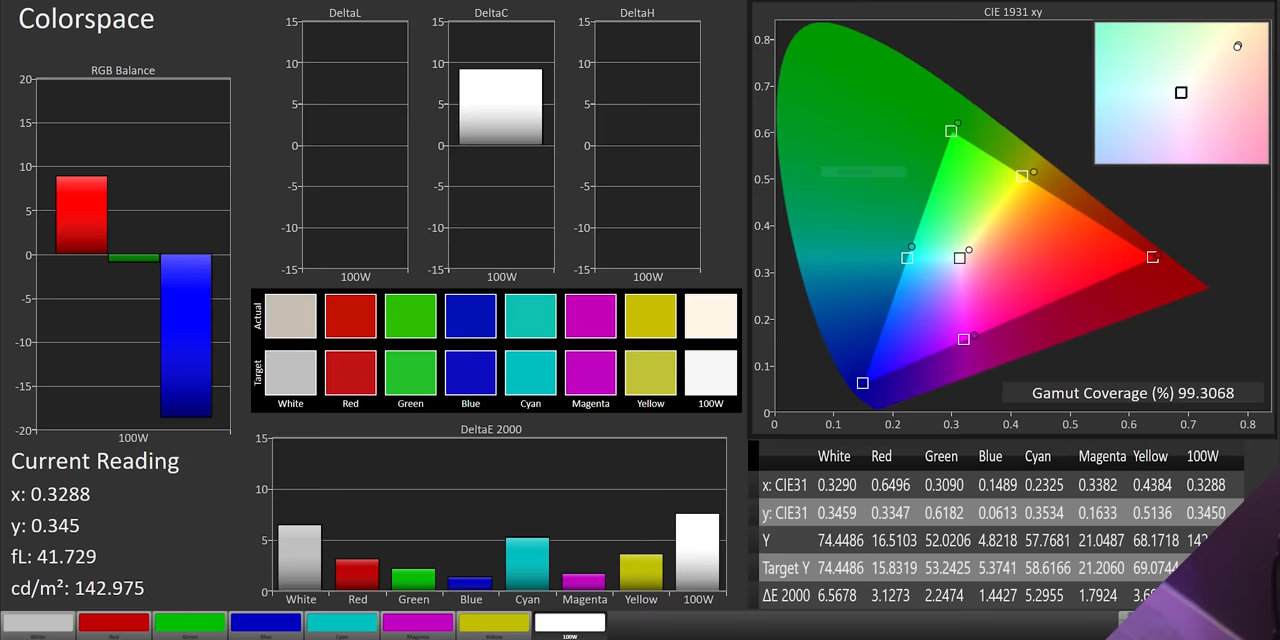 Colorspace
RGB Balance
20
15
10
5
0
-5
-10
-15
-20
100W
Current Reading
x: 0.3288
y: 0.345
fL: 41.729
cd/m²: 142.975
DeltaL
15
10
5
0
-5
-10
-15
100W
DeltaC
15
10
5
0
-5
-10
-15
100W
DeltaH
15
10
5
0
-5
-10
-15
100W
Actual
Target
White Red Green Blue Cyan Magenta Yellow 100W
DeltaE 2000
15
10
5
0
White Red Green Blue Cyan Magenta Yellow 100W
CIE 1931 xy
0.8
0.7
0.6
0.5
0.4
0.3
0.2
0.1
0
0 0.1 0.2 0.3 0.4 0.5 0.6 0.7 0.8
Gamut Coverage (%) 99.3068
White Red Green Blue Cyan Magenta Yellow 100W
x: CIE31 0.3290 0.6496 0.3090 0.1489 0.2325 0.3382 0.4384 0.3288
y: CIE31 0.3459 0.3347 0.6182 0.0613 0.3534 0.1633 0.5136 0.3450
Y 74.4486 16.5103 52.0206 4.8218 57.7681 21.0487 68.1718
Target Y 74.4486 15.8319 53.2425 5.3741 58.6166 21.2060 69.0744
ΔE 2000 6.5678 3.1273 2.2474 1.4427 5.2955 1.7924
White Red Green Blue Cyan Magenta Yellow 100W